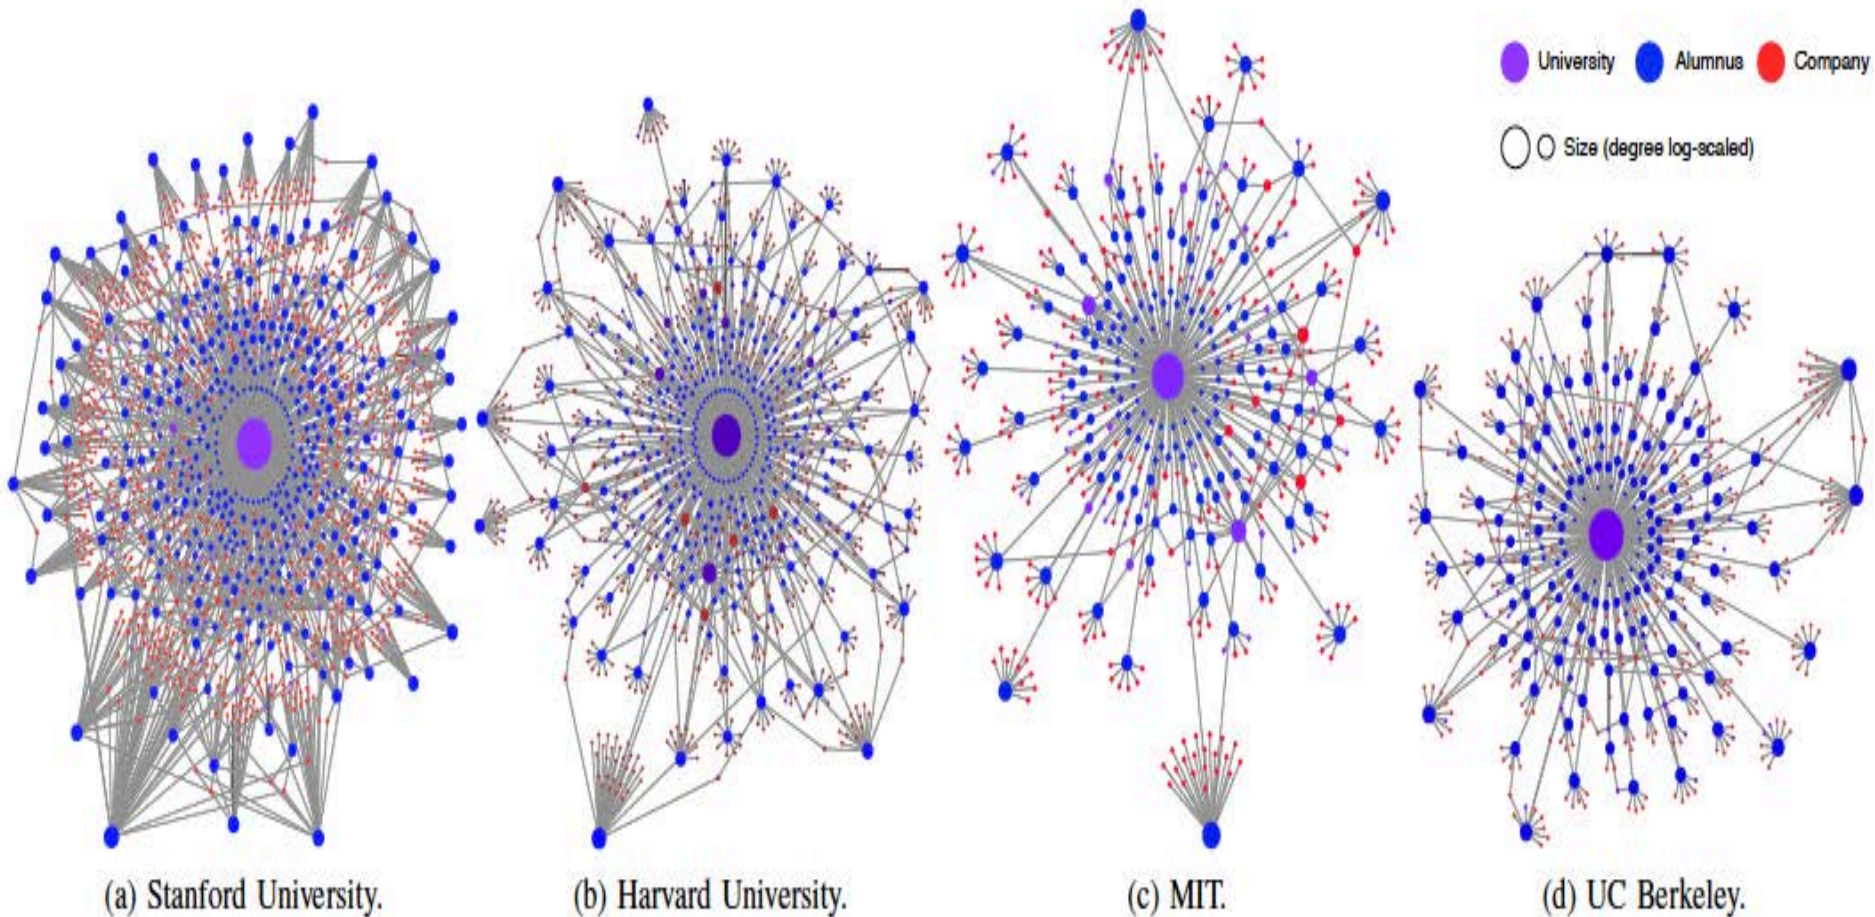 University Alumnus Company
Size (degree log-scaled)
(a) Stanford University. (b) Harvard University. (c) MIT. (d) UC Berkeley.